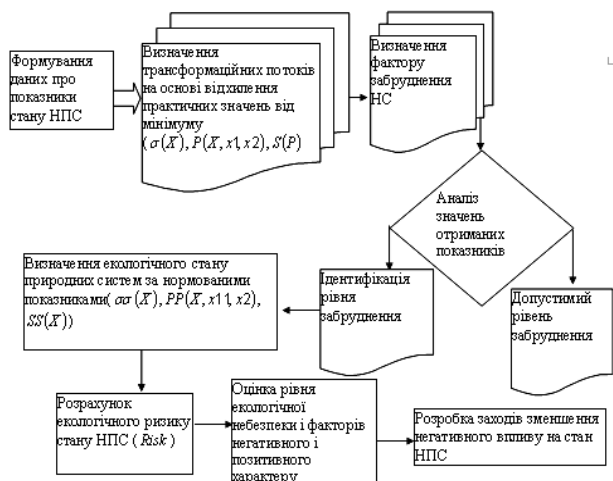 Формування
даних про
показники
стану НПС
Визначення
трансформаційних потоків
на основі відхилення
практичних значень від
мінімуму
( σ(X), P(X, x1, x2), S(P)
Визначення
фактору
забруднення
НС
Аналіз
значень
отриманих
показників
Визначення екологічного стану
природних систем за нормованими
показниками( σσ(X), PP(X, x11, x2),
SS(X))
Ідентифікація
рівня
забруднення
Допустимий
рівень
забруднення
Розрахунок
екологічного ризику
стану НПС ( Risk )
Оцінка рівня
екологічної
небезпеки і факторів
негативного і
позитивного
характеру
Розробка заходів зменшення
негативного впливу на стан
НПС